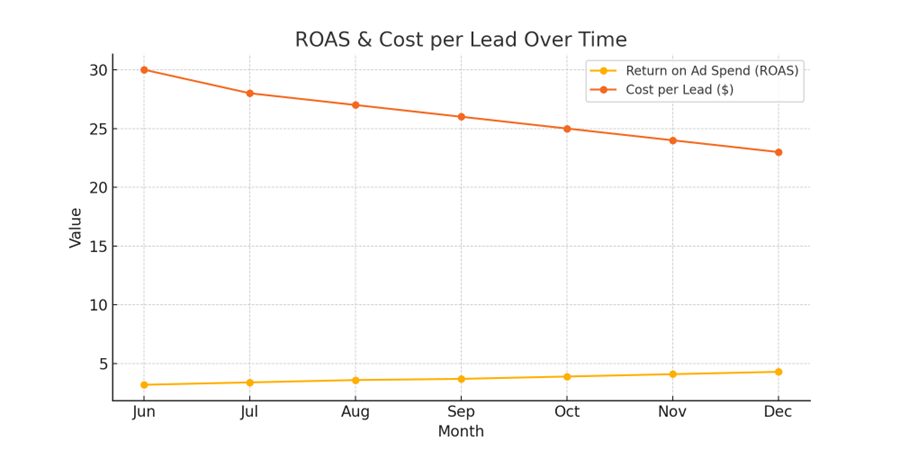 ROAS & Cost per Lead Over Time
Return on Ad Spend (ROAS)
Cost per Lead ($)
Value
30
25
20
15
10
5
Jun Jul Aug Sep Oct Nov Dec
Month